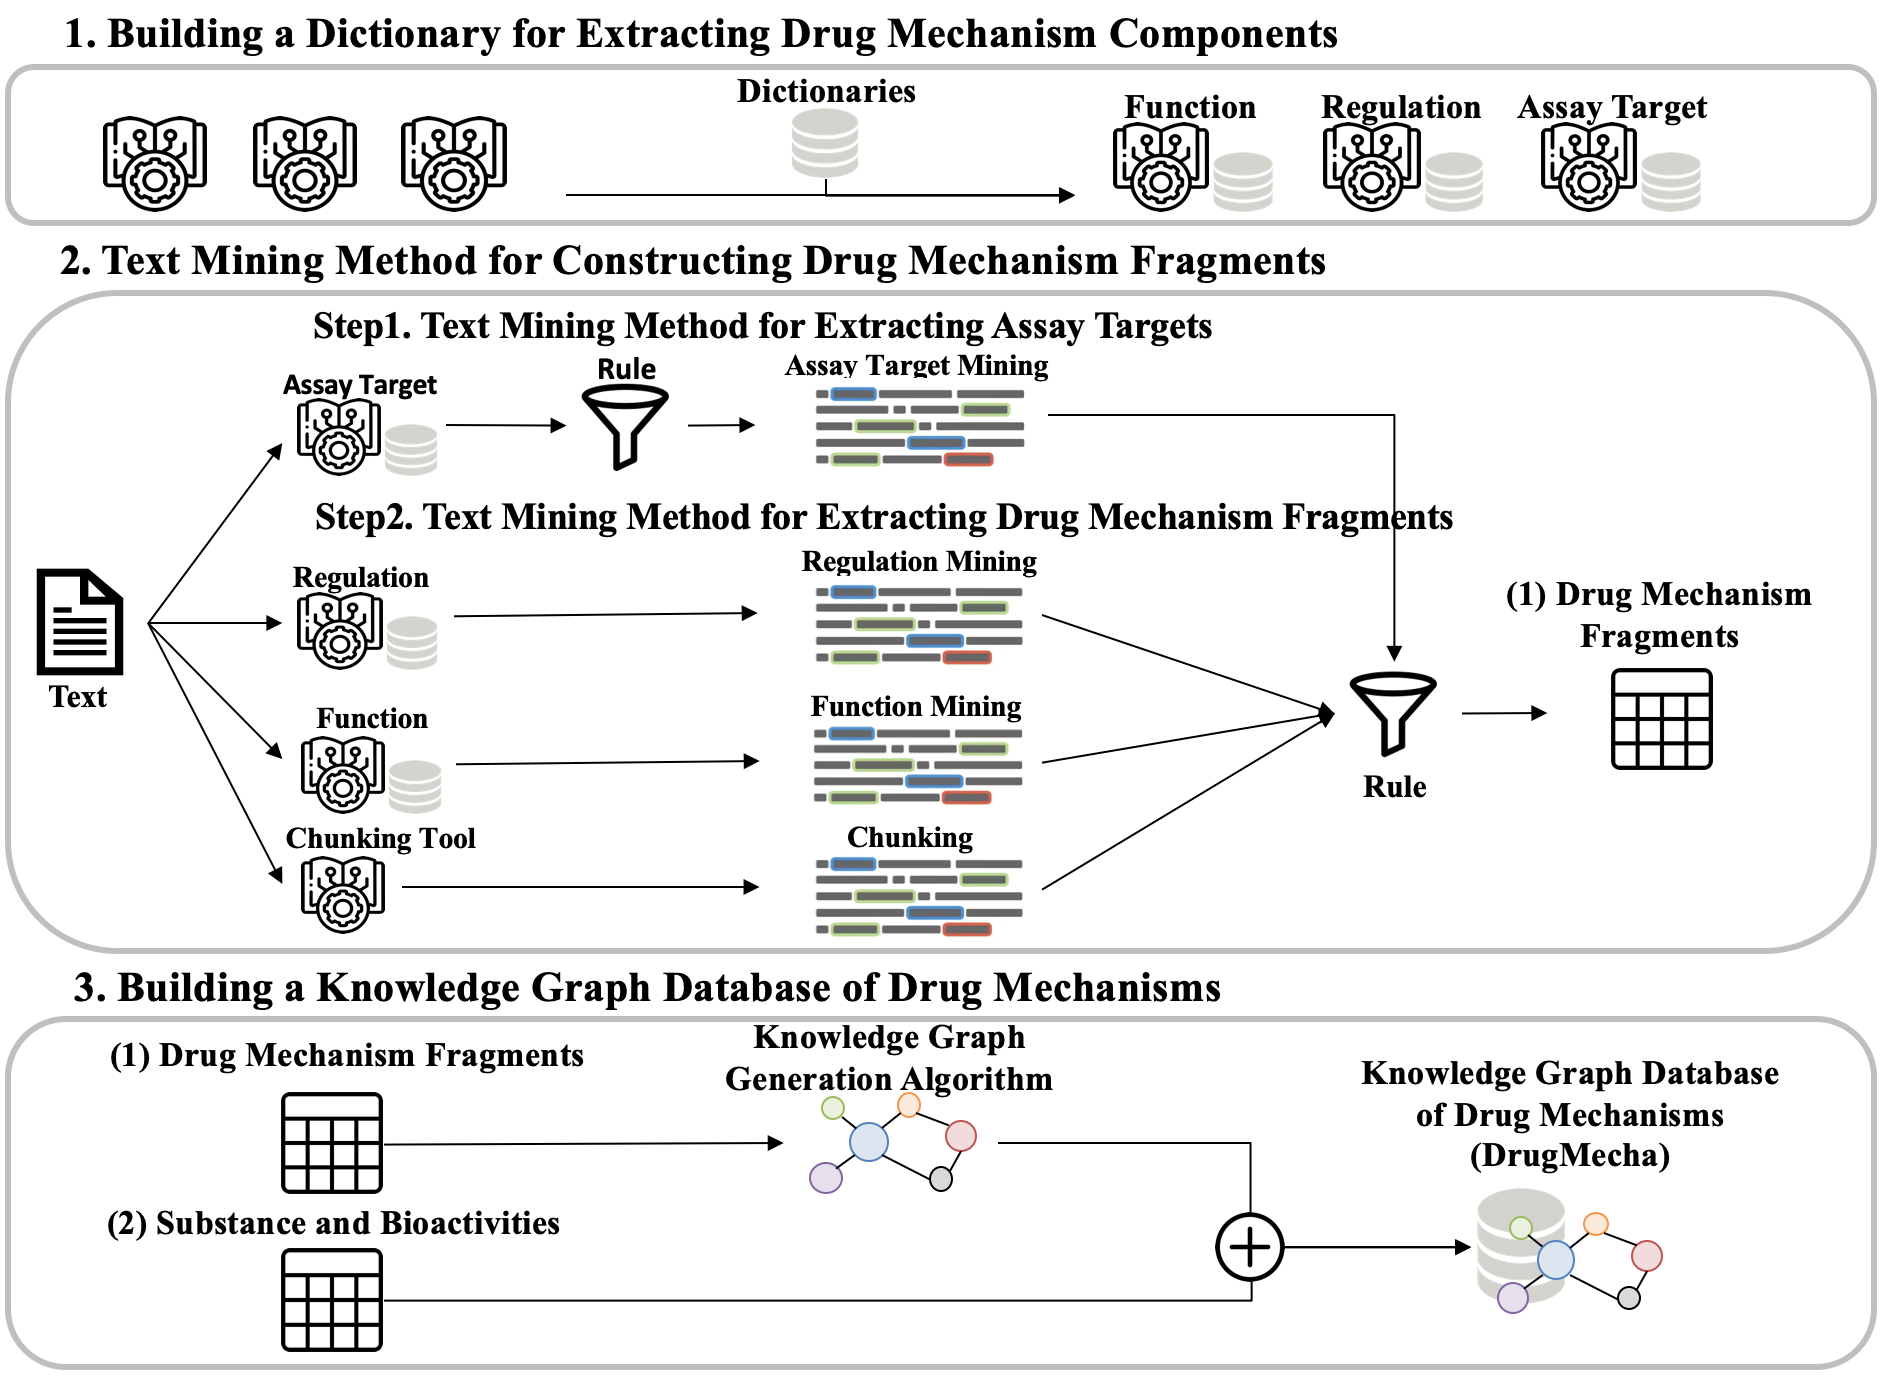 1. Building a Dictionary for Extracting Drug Mechanism Components
Dictionaries
Function
Regulation
Assay Target
2. Text Mining Method for Constructing Drug Mechanism Fragments
Step1. Text Mining Method for Extracting Assay Targets
Assay Target
Rule
Assay Target Mining
Step2. Text Mining Method for Extracting Drug Mechanism Fragments
Regulation
Regulation Mining
(1) Drug Mechanism
Fragments
Text
Function
Function Mining
Rule
Chunking Tool
Chunking
3. Building a Knowledge Graph Database of Drug Mechanisms
(1) Drug Mechanism Fragments
Knowledge Graph
Generation Algorithm
Knowledge Graph Database
of Drug Mechanisms
(DrugMecha)
(2) Substance and Bioactivities